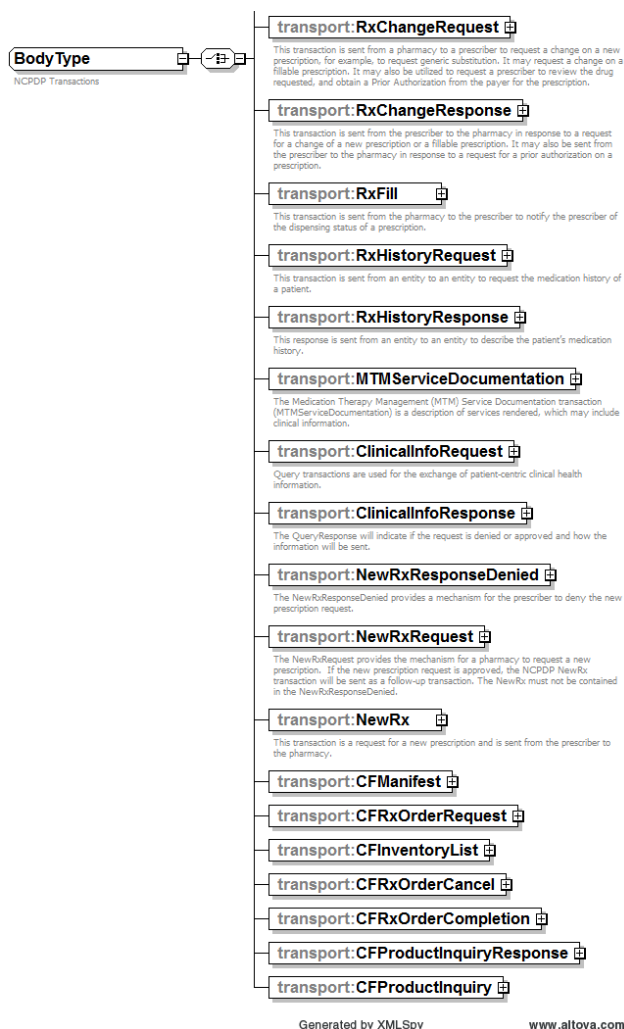 transport:RxChangeRequest
This transaction is sent from a pharmacy to a prescriber to request a change on a new
prescription, for example, to request generic substitution. It may request a change on a
fillable prescription. It may also be utilized to request a prescriber to review the drug
requested, and obtain a Prior Authorization from the payer for the prescription.
BodyType
NCPDP Transactions
transport:RxChangeResponse
This transaction is sent from the prescriber to the pharmacy in response to a request
for a change of a new prescription or a fillable prescription. It may also be sent from
the prescriber to the pharmacy in response to a request for a prior authorization on a
prescription.
transport:RxFill
This transaction is sent from the pharmacy to the prescriber to notify the prescriber of
the dispensing status of a prescription.
transport:RxHistoryRequest
This transaction is sent from an entity to an entity to request the medication history of
a patient.
transport:RxHistoryResponse
This response is sent from an entity to an entity to describe the patient's medication
history.
transport:MTMServiceDocumentation
The Medication Therapy Management (MTM) Service Documentation transaction
(MTMServiceDocumentation) is a description of services rendered, which may include
clinical information.
transport:ClinicalInfoRequest
Query transactions are used for the exchange of patient-centric clinical health
information.
transport:ClinicalInfoResponse
The QueryResponse will indicate if the request is denied or approved and how the
information will be sent.
transport:NewRxResponseDenied
The NewRxResponseDenied provides a mechanism for the prescriber to deny the new
prescription request.
transport:NewRxRequest
The NewRxRequest provides the mechanism for a pharmacy to request a new
prescription. If the new prescription request is approved, the NCPDP NewRx
transaction will be sent as a follow-up transaction. The NewRx must not be contained
in the NewRxResponseDenied.
transport:NewRx
This transaction is a request for a new prescription and is sent from the prescriber to
the pharmacy.
transport:CFManifest
transport:CFRxOrderRequest
transport:CFInventoryList
transport:CFRxOrderCancel
transport:CFRxOrderCompletion
transport:CFProductInquiryResponse
transport:CFProductInquiry
Generated by XMLSpy www.altova.com